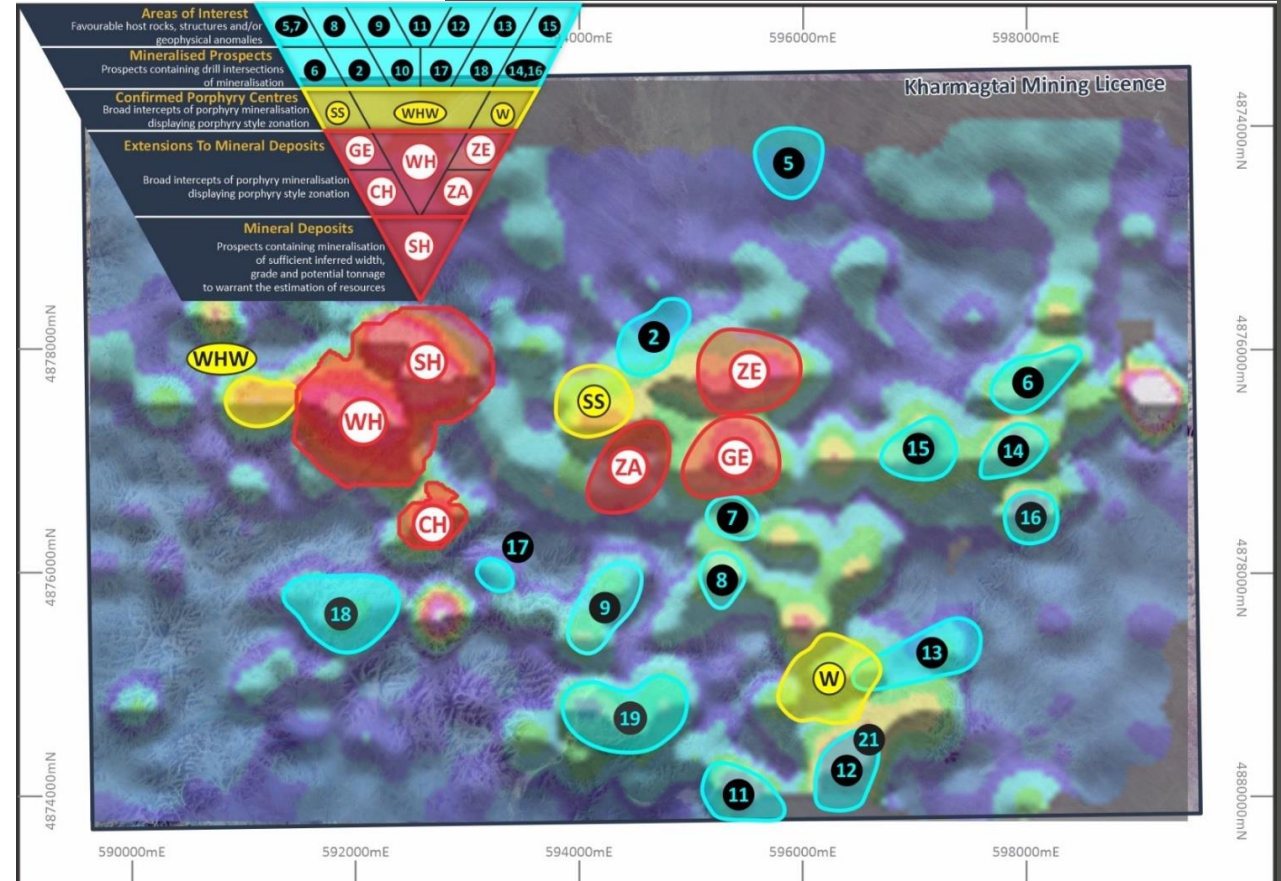 Areas of Interest
Favourable host rocks, structures and/or
geophysical anomalies
5,7 8 9 11 12 13 15
Mineralised Prospects
Prospects containing drill intersections
of mineralisation
6 2 10 17 18 14,16
Confirmed Porphyry Centres
Broad intercepts of porphyry mineralisation
displaying porphyry style zonation
SS WHW W
Extensions To Mineral Deposits
Broad intercepts of porphyry mineralisation
displaying porphyry style zonation
GE WH ZE
CH ZA
Mineral Deposits
Prospects containing mineralisation
of sufficient inferred width,
grade and potential tonnage
to warrant the estimation of resources
SH
4000mE 596000mE 598000mE
Kharmagtai Mining Licence
4874000mN
5
4878000mN
4876000mN
WHW
SH
WH
CH
2
SS
ZE
ZA
GE
6
15
14
16
7
17
8
4876000mN
4878000mN
18
9
13
W
19
21
12
11
4874000mN
4880000mN
590000mE 592000mE 594000mE 596000mE 598000mE